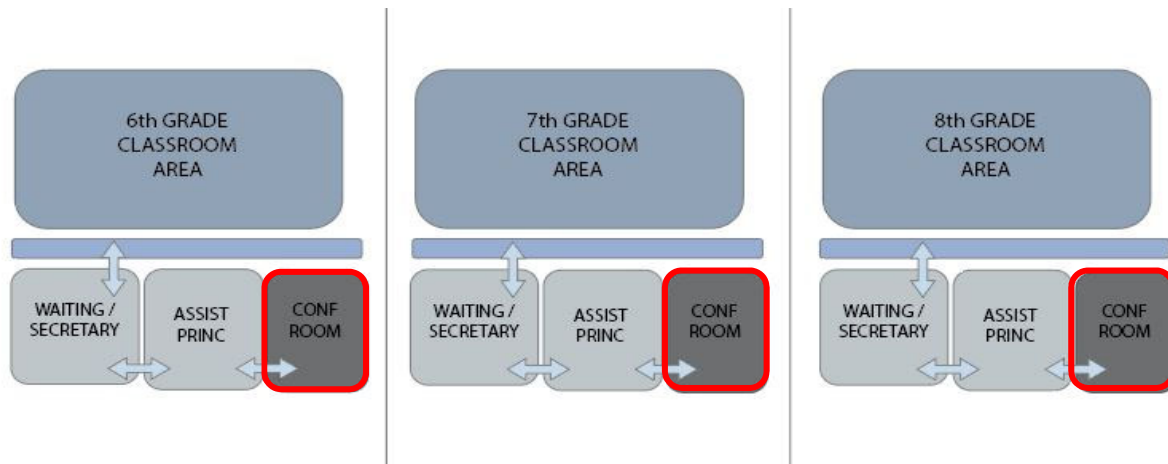 6th GRADE
CLASSROOM
AREA
WAITING /
SECRETARY
ASSIST
PRINC
CONF
ROOM
7th GRADE
CLASSROOM
AREA
WAITING /
SECRETARY
ASSIST
PRINC
CONF
ROOM
8th GRADE
CLASSROOM
AREA
WAITING /
SECRETARY
ASSIST
PRINC
CONF
ROOM